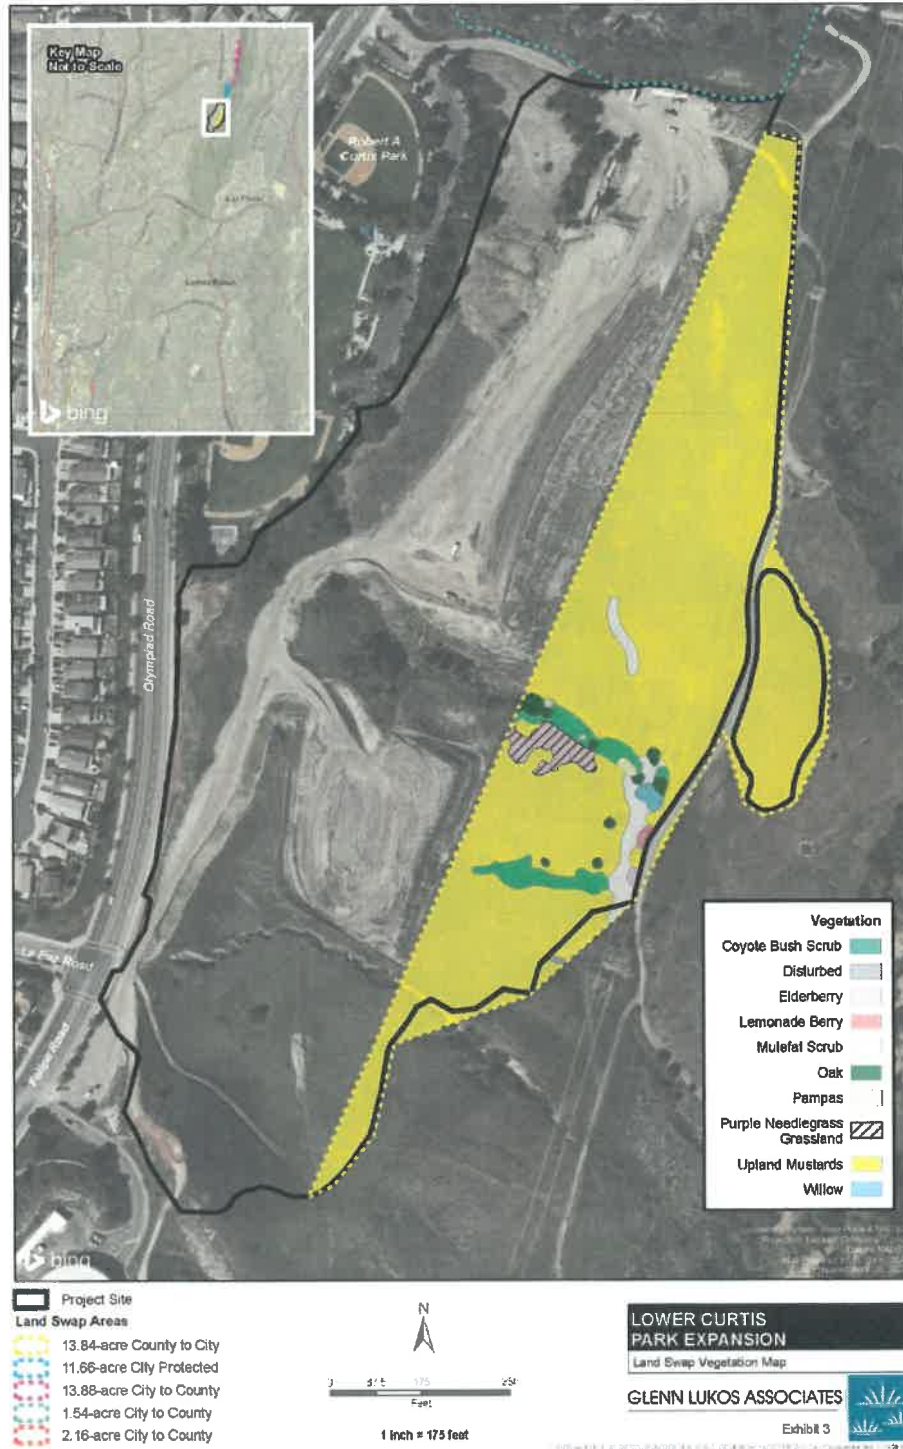 Key Map
Not to Scale
Robert A
Curtis Park
bing
Olympiad Road
La Paz Road
Felipe Road
Vegetation
Coyote Bush Scrub
Disturbed
Elderberry
Lemonade Berry
Mulefat Scrub
Oak
Pampas
Purple Needlegrass
Grassland
Upland Mustards
Willow
bing
Project Site
Land Swap Areas
13.84-acre County to City
11.66-acre City Protected
13.88-acre City to County
1.54-acre City to County
2.16-acre City to County
N
175
Feet
1 inch = 175 feet
LOWER CURTIS
PARK EXPANSION
Land Swap Vegetation Map
GLENN LUKOS ASSOCIATES
Exhibit 3